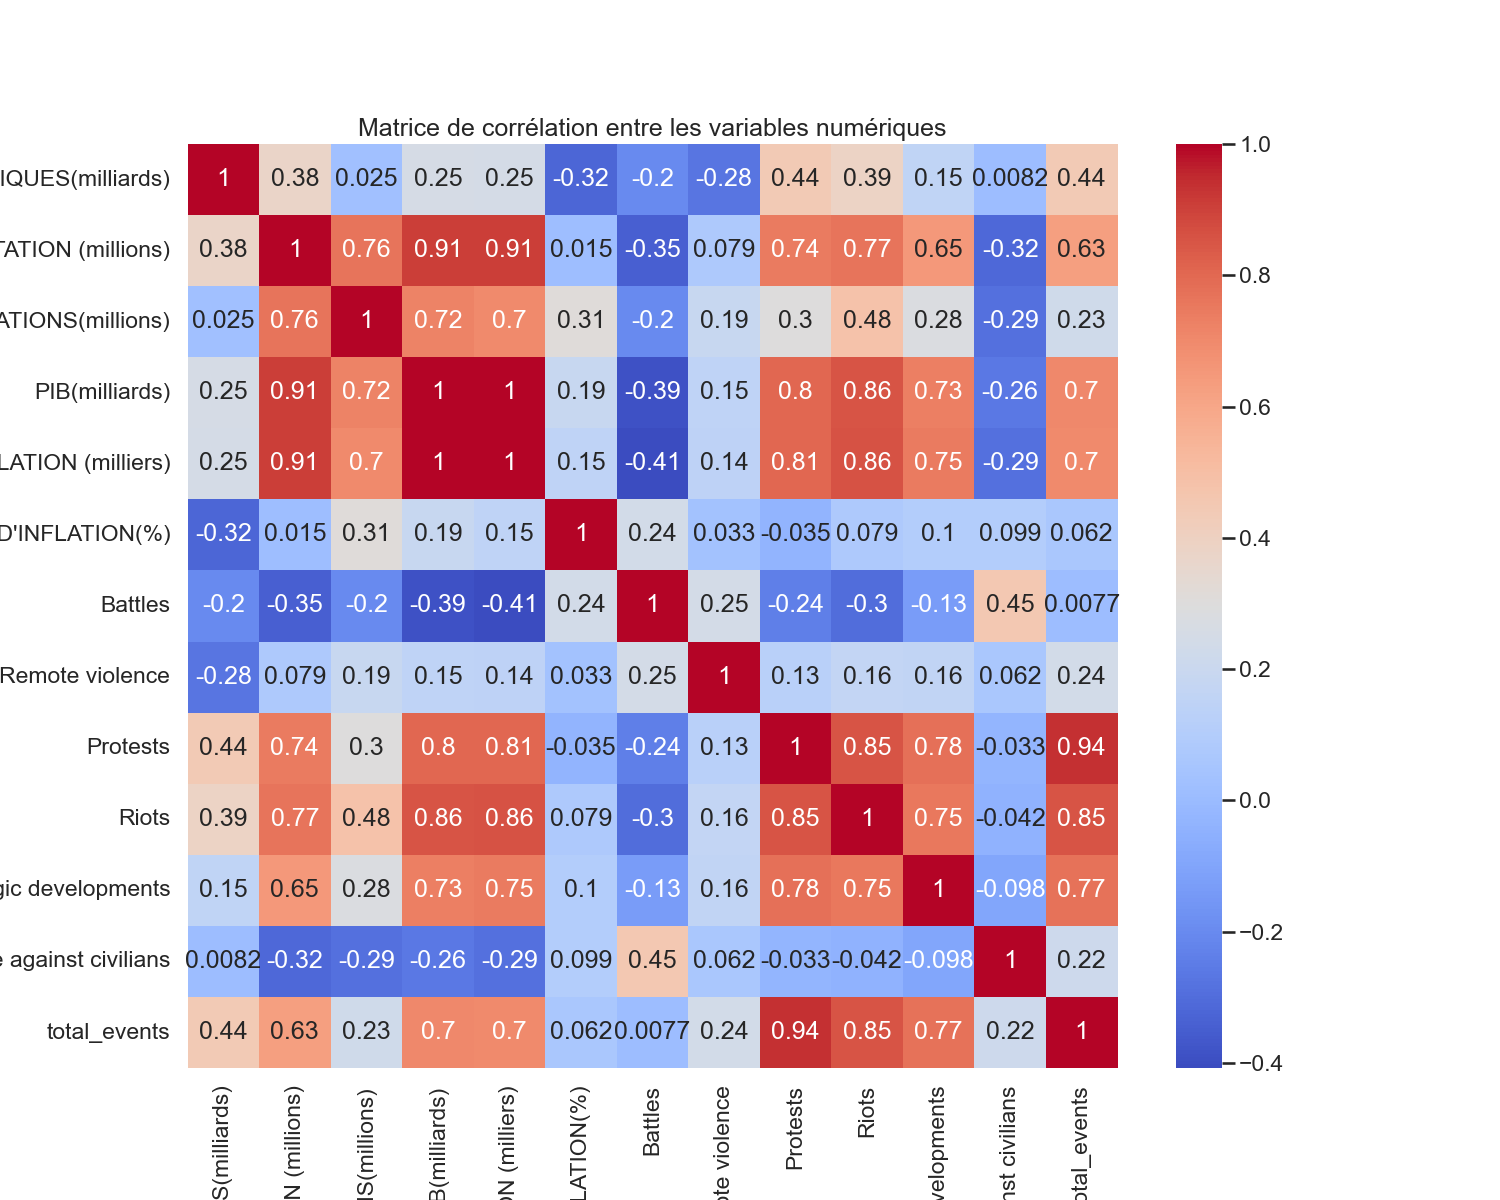 Matrice de corrélation entre les variables numériques
IQUES(milliards) 1 0.38 0.025 0.25 0.25 -0.32 -0.2 -0.28 0.44 0.39 0.15 0.0082 0.44
TATION (millions) 0.38 1 0.76 0.91 0.91 0.015 -0.35 0.079 0.74 0.77 0.65 -0.32 0.63
ATIONS(millions) 0.025 0.76 1 0.72 0.7 0.31 -0.2 0.19 0.3 0.48 0.28 -0.29 0.23
PIB(milliards) 0.25 0.91 0.72 1 1 0.19 -0.39 0.15 0.8 0.86 0.73 -0.26 0.7
LATION (milliers) 0.25 0.91 0.7 1 1 0.15 -0.41 0.14 0.81 0.86 0.75 -0.29 0.7
D'INFLATION(%) -0.32 0.015 0.31 0.19 0.15 1 0.24 0.033 -0.035 0.079 0.1 0.099 0.062
Battles -0.2 -0.35 -0.2 -0.39 -0.41 0.24 1 0.25 -0.24 -0.3 -0.13 0.45 0.0077
Remote violence -0.28 0.079 0.19 0.15 0.14 0.033 0.25 1 0.13 0.16 0.16 0.062 0.24
Protests 0.44 0.74 0.3 0.8 0.81 -0.035 -0.24 0.13 1 0.85 0.78 -0.033 0.94
Riots 0.39 0.77 0.48 0.86 0.86 0.079 -0.3 0.16 0.85 1 0.75 -0.042 0.85
gic developments 0.15 0.65 0.28 0.73 0.75 0.1 -0.13 0.16 0.78 0.75 1 -0.098 0.77
e against civilians 0.0082 -0.32 -0.29 -0.26 -0.29 0.099 0.45 0.062 -0.033 -0.042 -0.098 1 0.22
total_events 0.44 0.63 0.23 0.7 0.7 0.062 0.0077 0.24 0.94 0.85 0.77 0.22 1
S(milliards)
N (millions)
NS(millions)
B(milliards)
ON (milliers)
LATION(%)
Battles
ote violence
Protests
Riots
velopments
nst civilians
otal_events
1.0
0.8
0.6
0.4
0.2
0.0
−0.2
−0.4